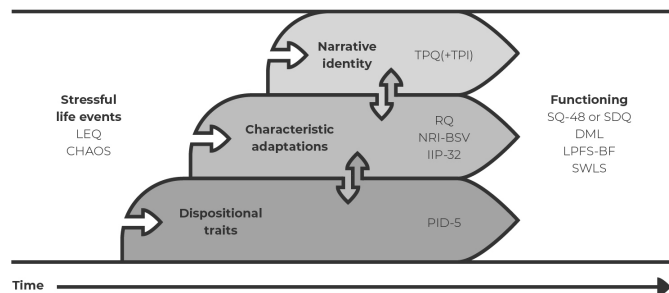 Narrative
identity
TPQ(+TPI)
Stressful
life events
LEQ
CHAOS
Characteristic
adaptations
RQ
NRI-BSV
IIP-32
Functioning
SQ-48 or SDQ
DML
LPFS-BF
SWLS
Dispositional
traits
PID-5
Time